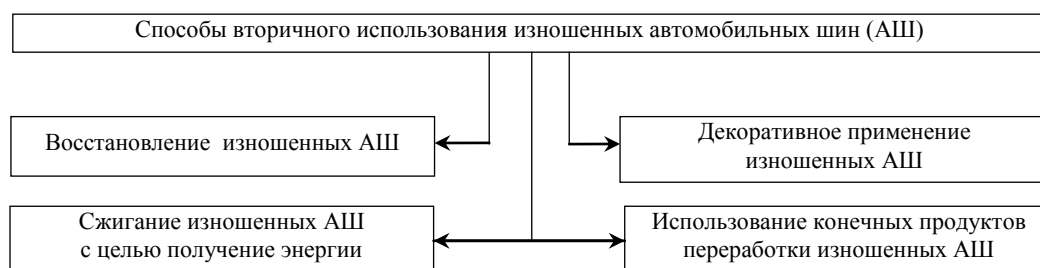 Способы вторичного использования изношенных автомобильных шин (АШ)
Восстановление изношенных АШ
Декоративное применение
изношенных АШ
Сжигание изношенных АШ
с целью получение энергии
Использование конечных продуктов
переработки изношенных АШ